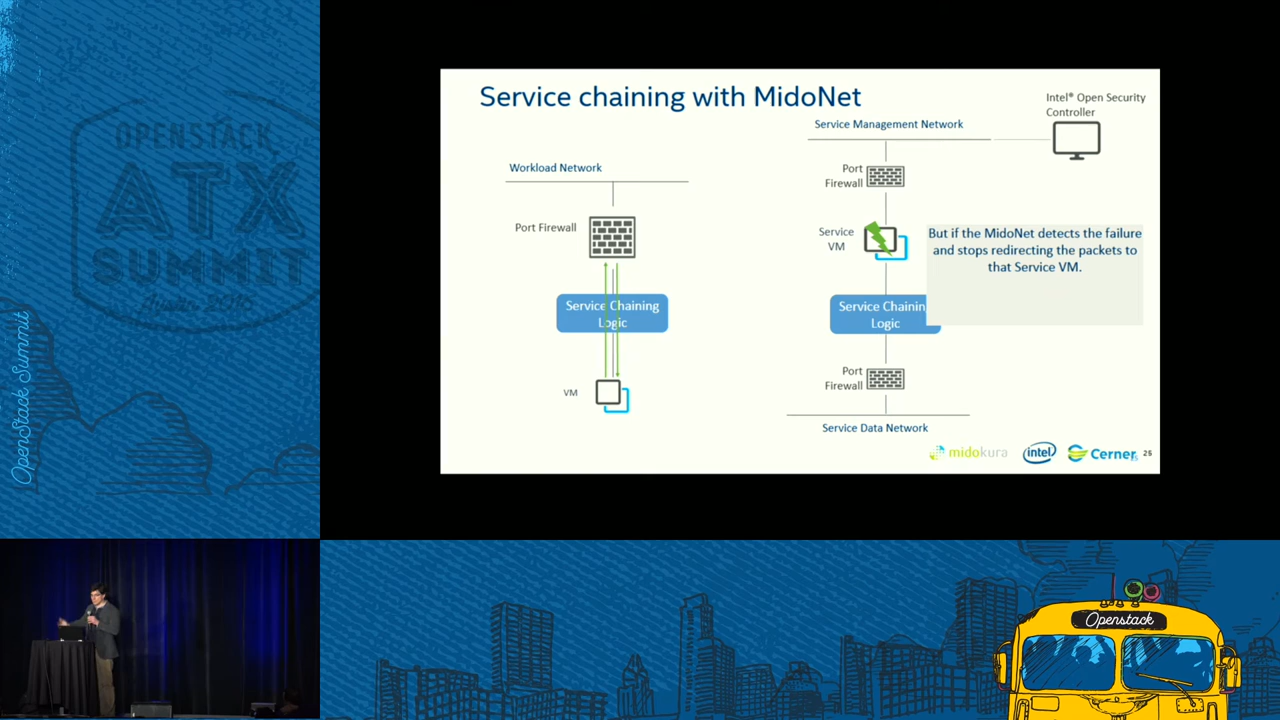 Service chaining with MidoNet
Intel® Open Security
Controller
Service Management Network
Workload Network
Port
Firewall
Port Firewall
Service
VM
But if the MidoNet detects the failure
and stops redirecting the packets to
that Service VM.
Service Chaining
Logic
Service Chainin
Logic
VM
Port
Firewall
Service Data Network
midokura
intel
Cerner
25
OPENSTACK
ATX
SUMMIT
OpenStack Summit
Openstack